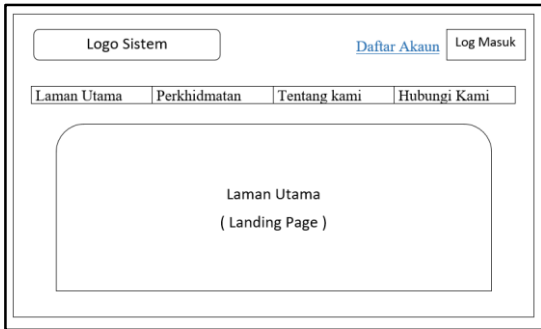 Logo Sistem
Daftar Akaun
Log Masuk
Laman Utama Perkhidmatan Tentang kami Hubungi Kami
Laman Utama
( Landing Page )